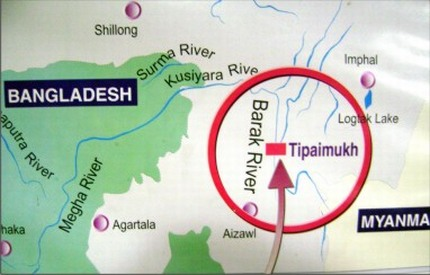 Shillong
Surma River
Kusiyara Rive
Imphal
BANGLADESH
Logtak Lake
Barak River
Tipaimukh
aputra River
Megha River
haka
Agartala
Aizawl
MYANMA